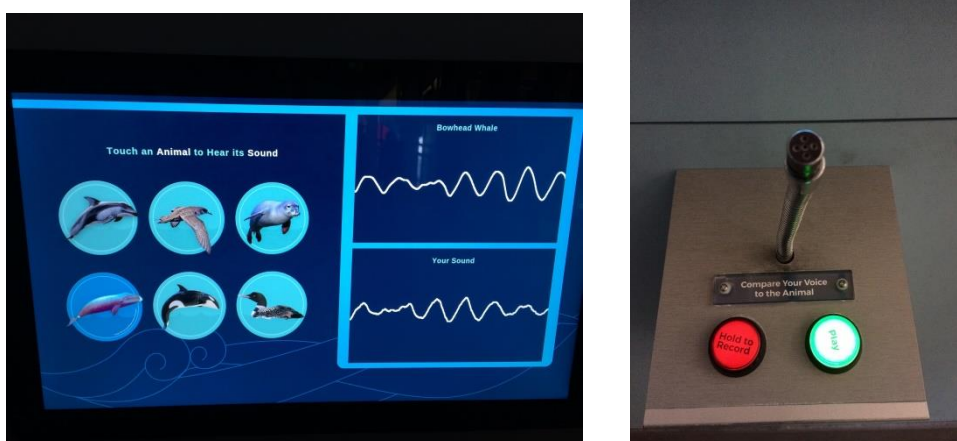 Touch an Animal to Hear its Sound
Bowhead Whale
Your Sound
Compare Your Voice
to the Animal
Hold to
Record
Play